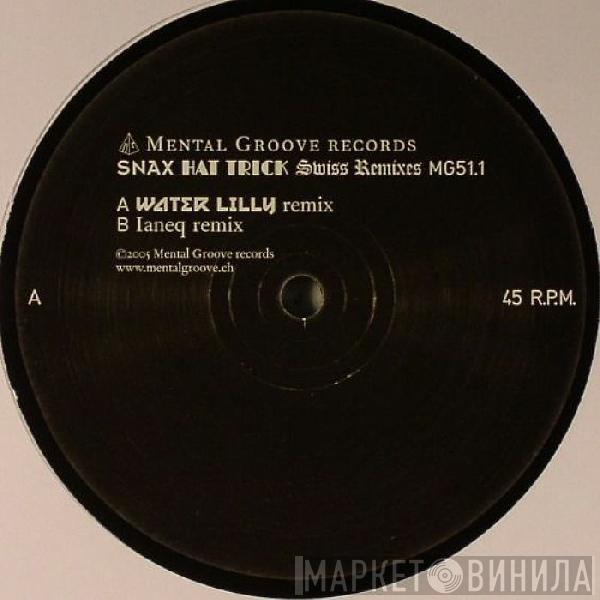 MENTAL GROOVE RECORDS
SNAX HAT TRICK Swiss Remixes MG51.1
A WATER LILLY remix
B Ianeq remix
©2005 Mental Groove records
www.mentalgroove.ch
A
45 R.P.M.
МАРКЕТ ВИНИЛА